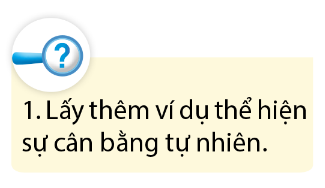 1. Lấy thêm ví dụ thể hiện
sự cân bằng tự nhiên.